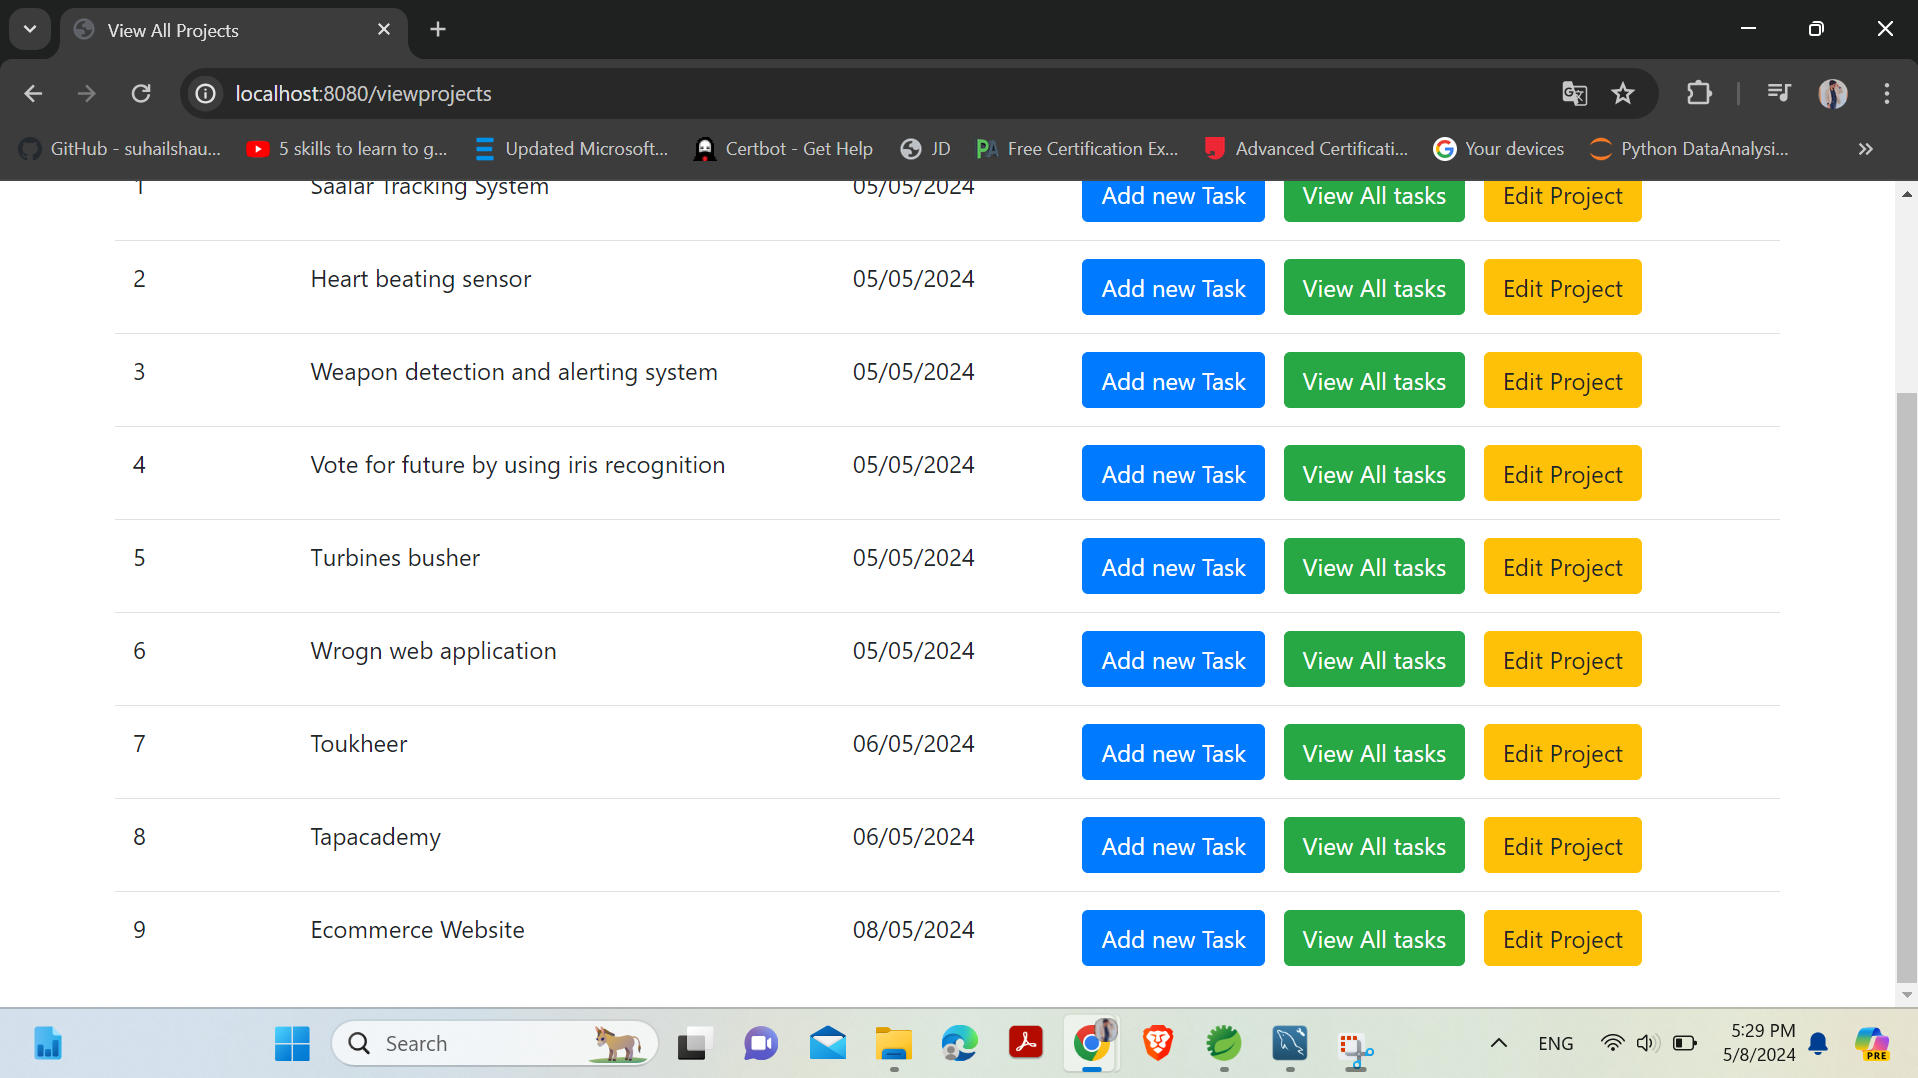 View All Projects
localhost:8080/viewprojects
GitHub - suhailshau... 5 skills to learn to g... Updated Microsoft... Certbot - Get Help JD Free Certification Ex... Advanced Certificati... Your devices Python DataAnalysi...
1 Saalar Tracking System 05/05/2024 Add new Task View All tasks Edit Project
2 Heart beating sensor 05/05/2024 Add new Task View All tasks Edit Project
3 Weapon detection and alerting system 05/05/2024 Add new Task View All tasks Edit Project
4 Vote for future by using iris recognition 05/05/2024 Add new Task View All tasks Edit Project
5 Turbines busher 05/05/2024 Add new Task View All tasks Edit Project
6 Wrogn web application 05/05/2024 Add new Task View All tasks Edit Project
7 Toukheer 06/05/2024 Add new Task View All tasks Edit Project
8 Tapacademy 06/05/2024 Add new Task View All tasks Edit Project
9 Ecommerce Website 08/05/2024 Add new Task View All tasks Edit Project
Search ENG 5:29 PM
5/8/2024 PRE